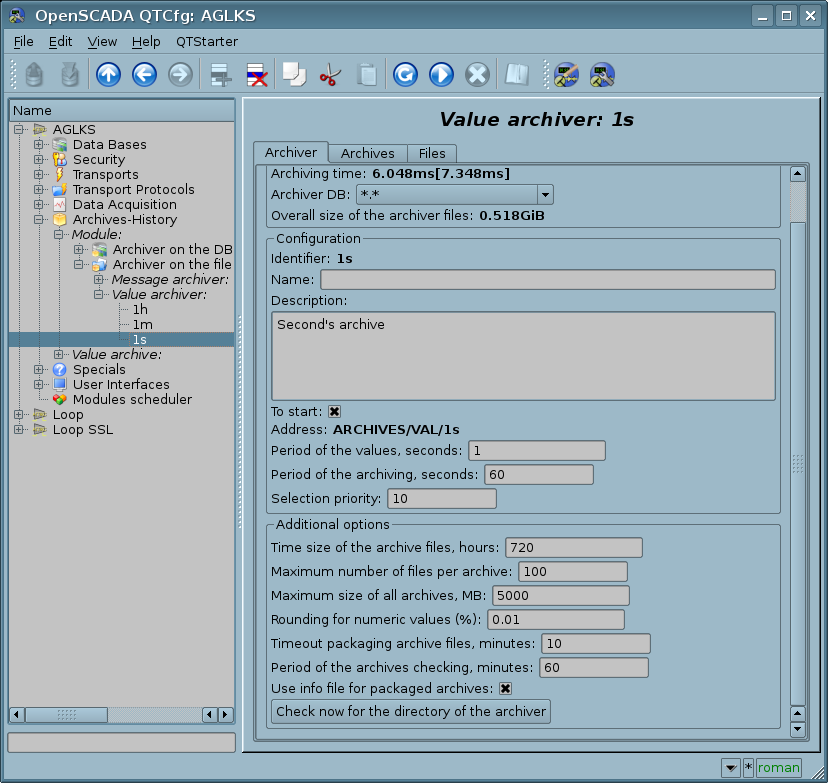 OpenSCADA QTCfg: AGLKS
File Edit View Help QTStarter
Name
AGLKS
Data Bases
Security
Transports
Transport Protocols
Data Acquisition
Archives-History
Module:
Archiver on the DB
Archiver on the file
Message archiver:
Value archiver:
1h
1m
1s
Value archive:
Specials
User Interfaces
Modules scheduler
Loop
Loop SSL
Value archiver: 1s
Archiver Archives Files
Archiving time: 6.048ms[7.348ms]
Archiver DB: *.*
Overall size of the archiver files: 0.518GiB
Configuration
Identifier: 1s
Name:
Description:
Second's archive
To start:
Address: ARCHIVES/VAL/1s
Period of the values, seconds: 1
Period of the archiving, seconds: 60
Selection priority: 10
Additional options
Time size of the archive files, hours: 720
Maximum number of files per archive: 100
Maximum size of all archives, MB: 5000
Rounding for numeric values (%): 0.01
Timeout packaging archive files, minutes: 10
Period of the archives checking, minutes: 60
Use info file for packaged archives:
Check now for the directory of the archiver
* roman